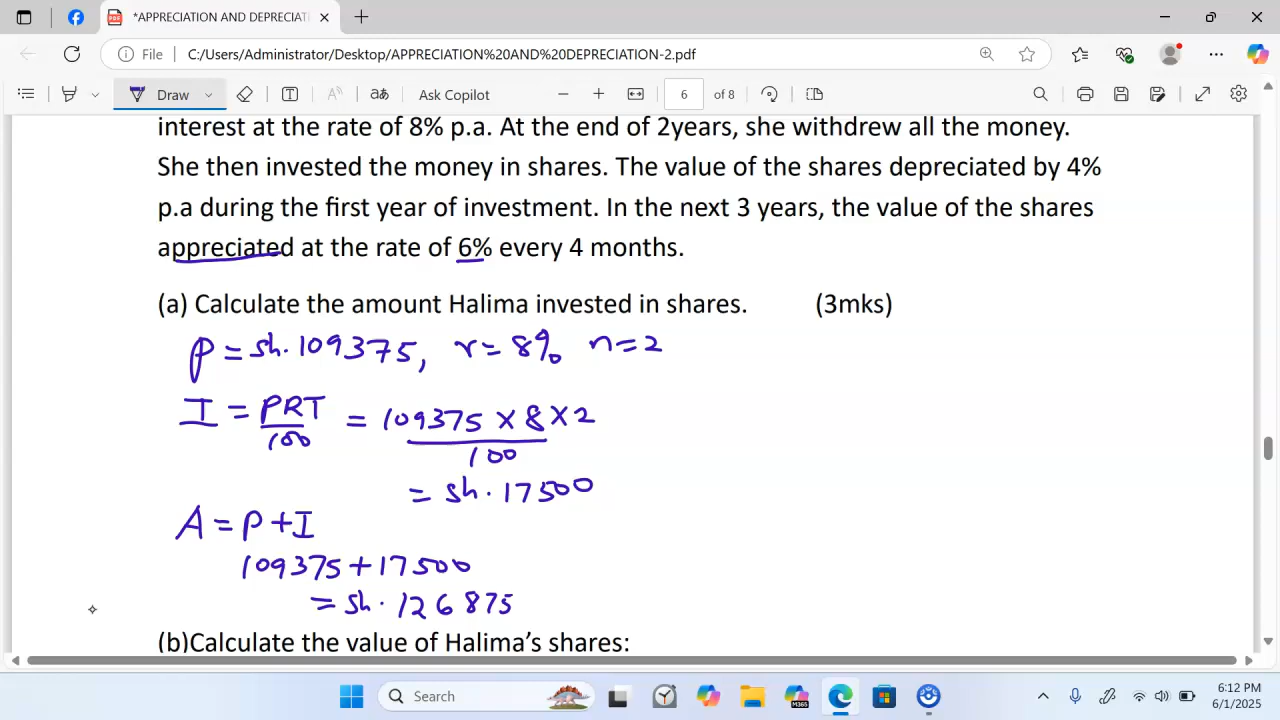 *APPRECIATION AND DEPRECIAT
File C:/Users/Administrator/Desktop/APPRECIATION%20AND%20DEPRECIATION-2.pdf
Draw Ask Copilot 6 of 8
interest at the rate of 8% p.a. At the end of 2years, she withdrew all the money.
She then invested the money in shares. The value of the shares depreciated by 4%
p.a during the first year of investment. In the next 3 years, the value of the shares
appreciated at the rate of 6% every 4 months.
(a) Calculate the amount Halima invested in shares. (3mks)
P = sh. 109375, r = 8% n = 2
I = PRT/100 = 109375 × 8 × 2/100
= sh. 17500
A = P + I
109375 + 17500
= sh. 126875
(b)Calculate the value of Halima's shares:
Search
6:12 PM
6/1/2025